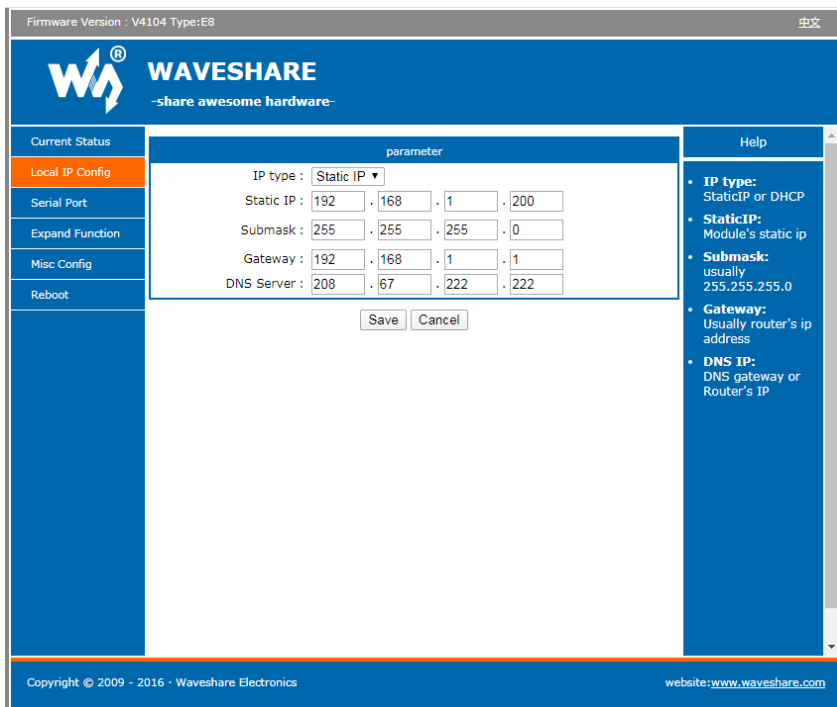 Firmware Version : V4104 Type:E8
中文
®
WAVESHARE
-share awesome hardware-
Current Status
Local IP Config
Serial Port
Expand Function
Misc Config
Reboot
parameter
IP type : Static IP
Static IP : 192 . 168 . 1 . 200
Submask : 255 . 255 . 255 . 0
Gateway : 192 . 168 . 1 . 1
DNS Server : 208 . 67 . 222 . 222
Save Cancel
Help
• IP type:
StaticIP or DHCP
• StaticIP:
Module's static ip
• Submask:
usually
255.255.255.0
• Gateway:
Usually router's ip
address
• DNS IP:
DNS gateway or
Router's IP
Copyright © 2009 - 2016 · Waveshare Electronics
website:www.waveshare.com